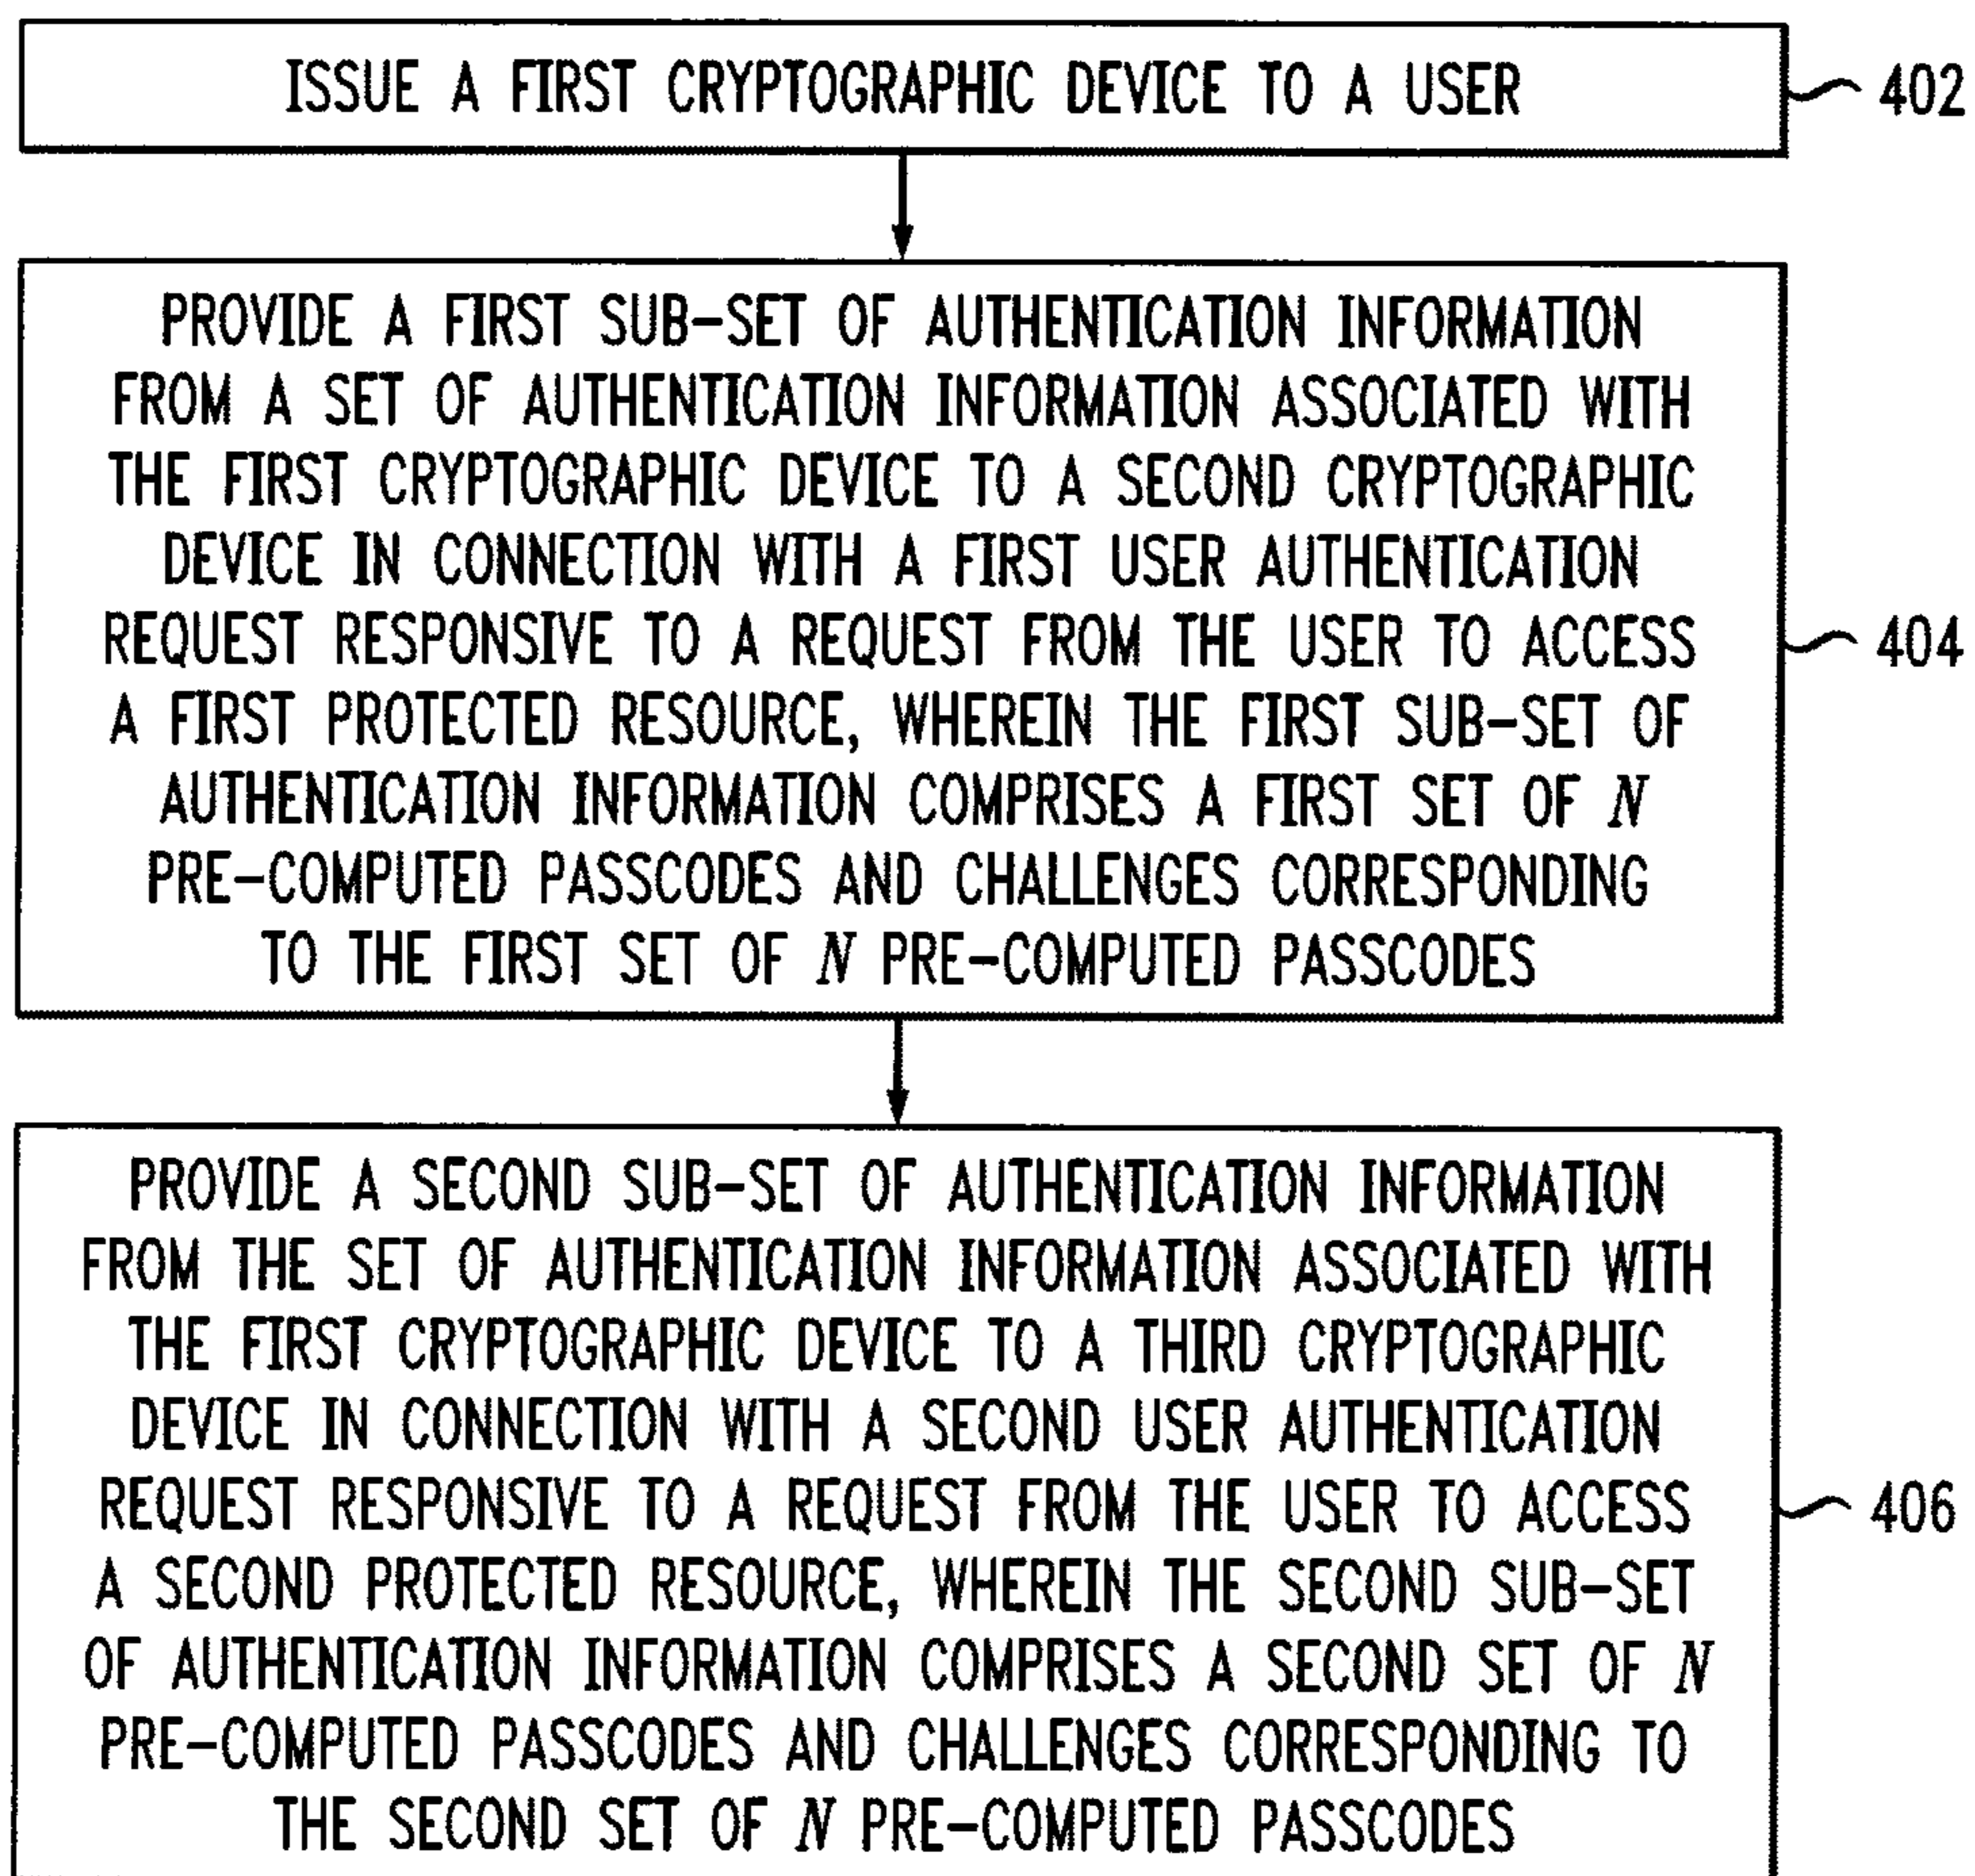 ISSUE A FIRST CRYPTOGRAPHIC DEVICE TO A USER
402
PROVIDE A FIRST SUB-SET OF AUTHENTICATION INFORMATION
FROM A SET OF AUTHENTICATION INFORMATION ASSOCIATED WITH
THE FIRST CRYPTOGRAPHIC DEVICE TO A SECOND CRYPTOGRAPHIC
DEVICE IN CONNECTION WITH A FIRST USER AUTHENTICATION
REQUEST RESPONSIVE TO A REQUEST FROM THE USER TO ACCESS
A FIRST PROTECTED RESOURCE, WHEREIN THE FIRST SUB-SET OF
AUTHENTICATION INFORMATION COMPRISES A FIRST SET OF N
PRE-COMPUTED PASSCODES AND CHALLENGES CORRESPONDING
TO THE FIRST SET OF N PRE-COMPUTED PASSCODES
404
PROVIDE A SECOND SUB-SET OF AUTHENTICATION INFORMATION
FROM THE SET OF AUTHENTICATION INFORMATION ASSOCIATED WITH
THE FIRST CRYPTOGRAPHIC DEVICE TO A THIRD CRYPTOGRAPHIC
DEVICE IN CONNECTION WITH A SECOND USER AUTHENTICATION
REQUEST RESPONSIVE TO A REQUEST FROM THE USER TO ACCESS
A SECOND PROTECTED RESOURCE, WHEREIN THE SECOND SUB-SET
OF AUTHENTICATION INFORMATION COMPRISES A SECOND SET OF N
PRE-COMPUTED PASSCODES AND CHALLENGES CORRESPONDING TO
THE SECOND SET OF N PRE-COMPUTED PASSCODES
406